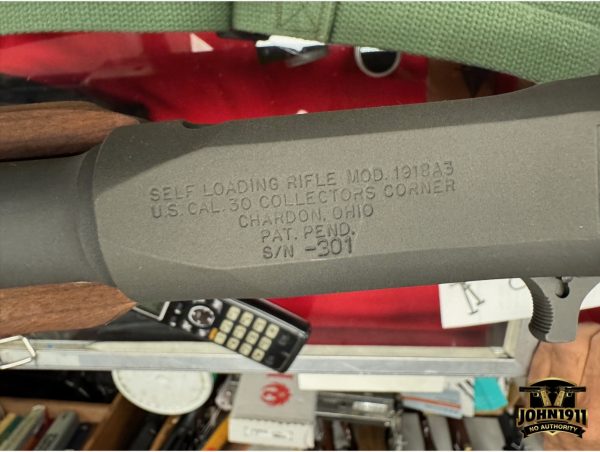 SELF LOADING RIFLE MOD. 1918A3
U.S. CAL. 30 COLLECTORS CORNER
CHARDON, OHIO
PAT. PEND.
S/N -301
JOHN1911
NO AUTHORITY